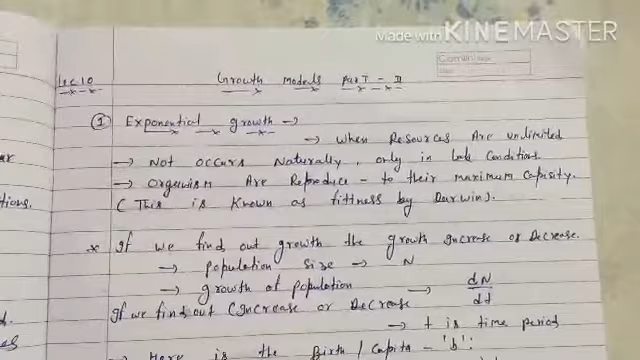 Made with KINEMASTER
Lec 10
Growth models Part - II
① Exponential growth →
→ when Resources Are unlimited
→ Not occurs Naturally, only in lab conditions.
→ organism Are Reproduce - to their maximum capisity.
( This is known as fittness by Darwin).
* If we find out growth the growth increase or Decrease.
→ population size → N
→ growth of population → dN/dt
If we find out (increase or Decrease
→ t is time period
→ Here is the Birth / Capita - 'b':
tions.